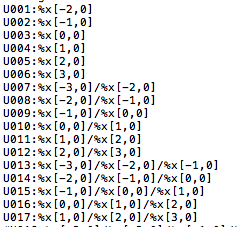 U001:%x[-2,0]
U002:%x[-1,0]
U003:%x[0,0]
U004:%x[1,0]
U005:%x[2,0]
U006:%x[3,0]
U007:%x[-3,0]/%x[-2,0]
U008:%x[-2,0]/%x[-1,0]
U009:%x[-1,0]/%x[0,0]
U010:%x[0,0]/%x[1,0]
U011:%x[1,0]/%x[2,0]
U012:%x[2,0]/%x[3,0]
U013:%x[-3,0]/%x[-2,0]/%x[-1,0]
U014:%x[-2,0]/%x[-1,0]/%x[0,0]
U015:%x[-1,0]/%x[0,0]/%x[1,0]
U016:%x[0,0]/%x[1,0]/%x[2,0]
U017:%x[1,0]/%x[2,0]/%x[3,0]